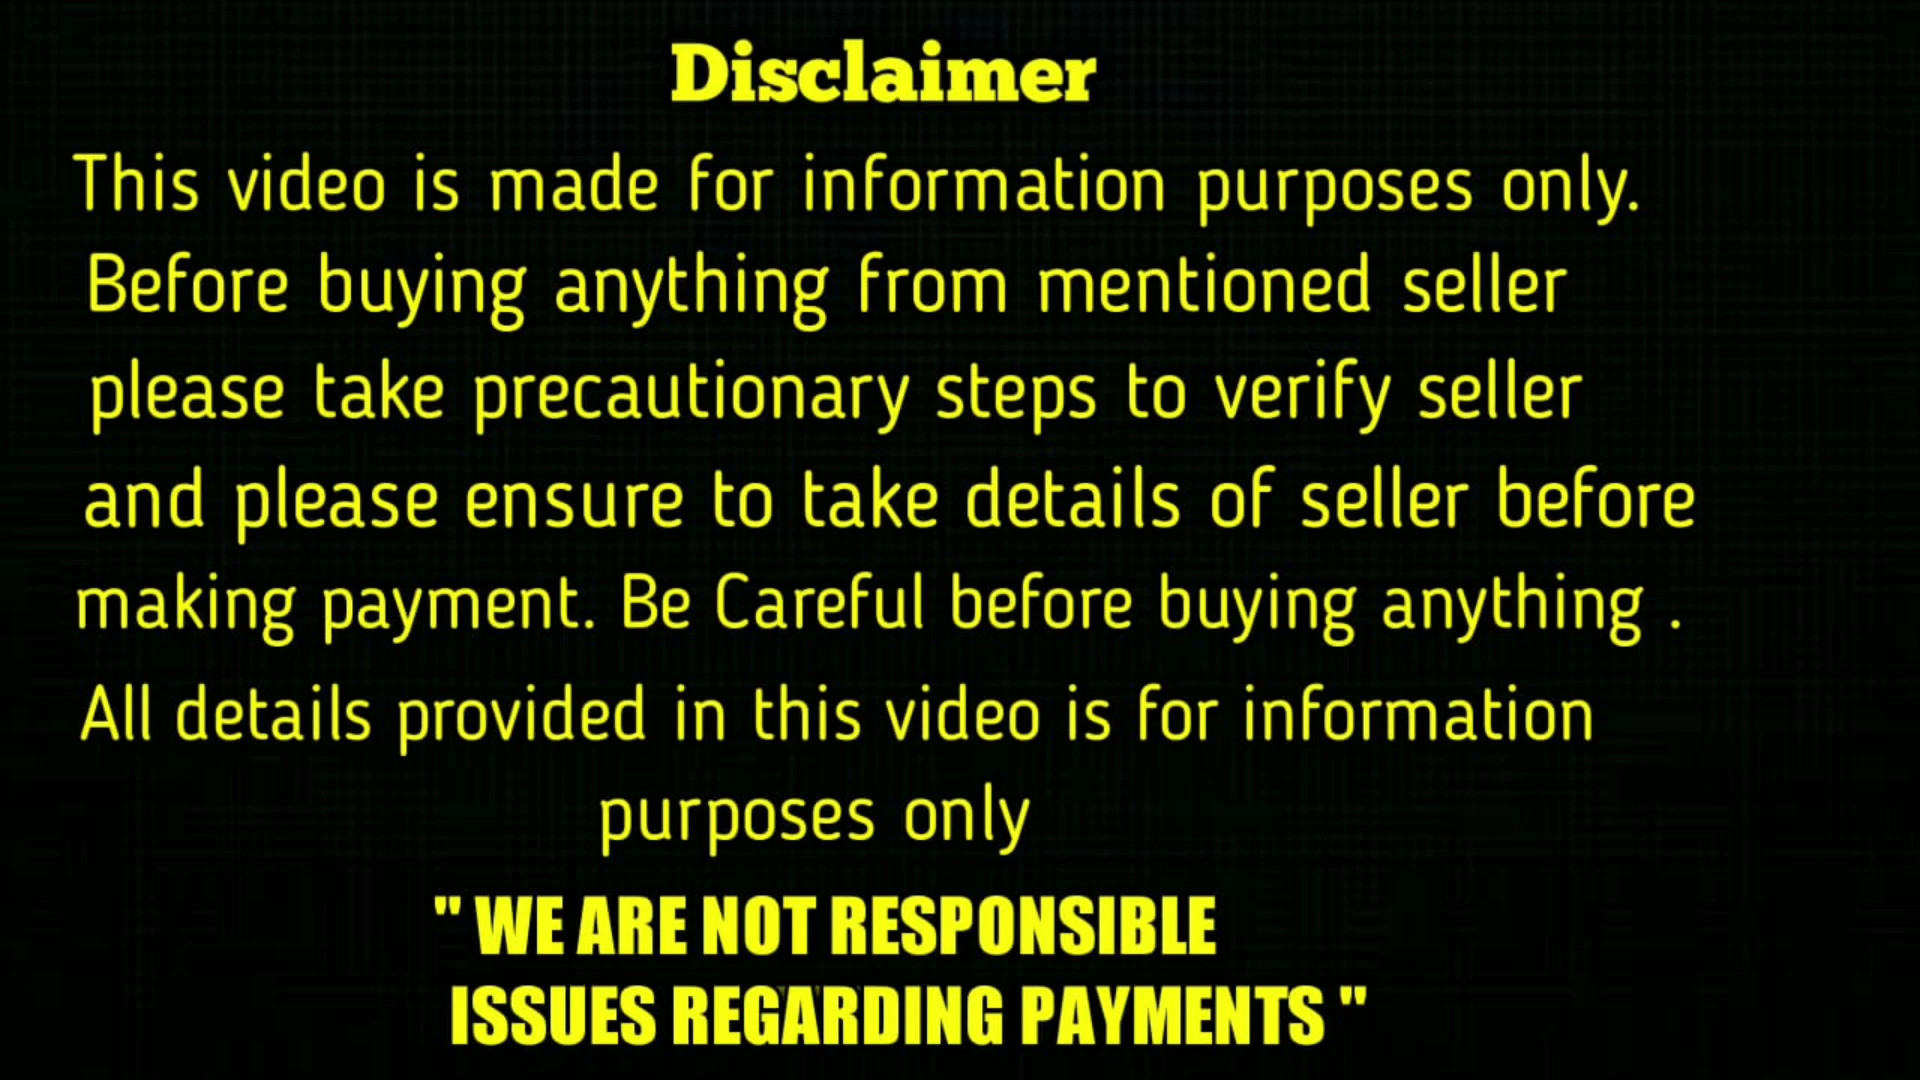 Disclaimer
This video is made for information purposes only.
Before buying anything from mentioned seller
please take precautionary steps to verify seller
and please ensure to take details of seller before
making payment. Be Careful before buying anything .
All details provided in this video is for information
purposes only
" WE ARE NOT RESPONSIBLE
ISSUES REGARDING PAYMENTS "